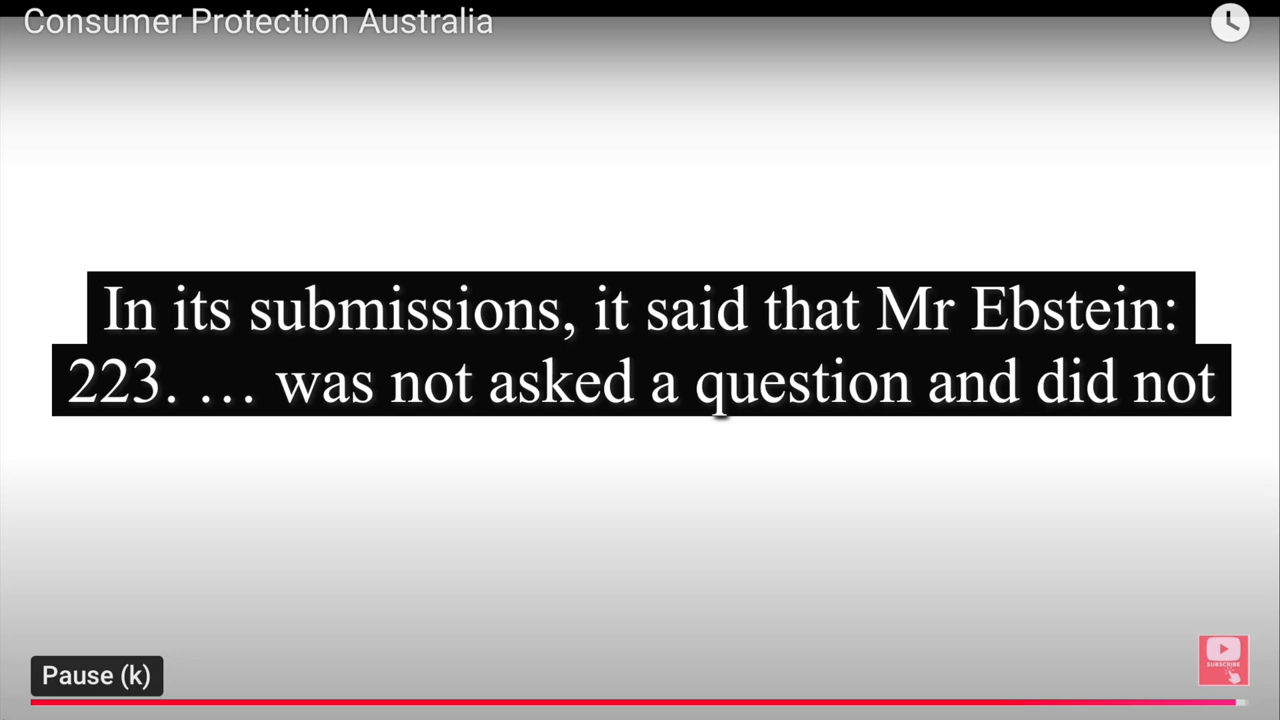 Consumer Protection Australia
In its submissions, it said that Mr Ebstein:
223. … was not asked a question and did not
SUBSCRIBE
Pause (k)